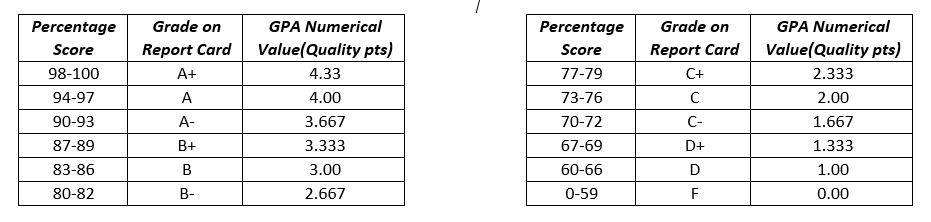 Percentage Score Grade on Report Card GPA Numerical Value(Quality pts)
98-100 A+ 4.33
94-97 A 4.00
90-93 A- 3.667
87-89 B+ 3.333
83-86 B 3.00
80-82 B- 2.667
/
Percentage Score Grade on Report Card GPA Numerical Value(Quality pts)
77-79 C+ 2.333
73-76 C 2.00
70-72 C- 1.667
67-69 D+ 1.333
60-66 D 1.00
0-59 F 0.00